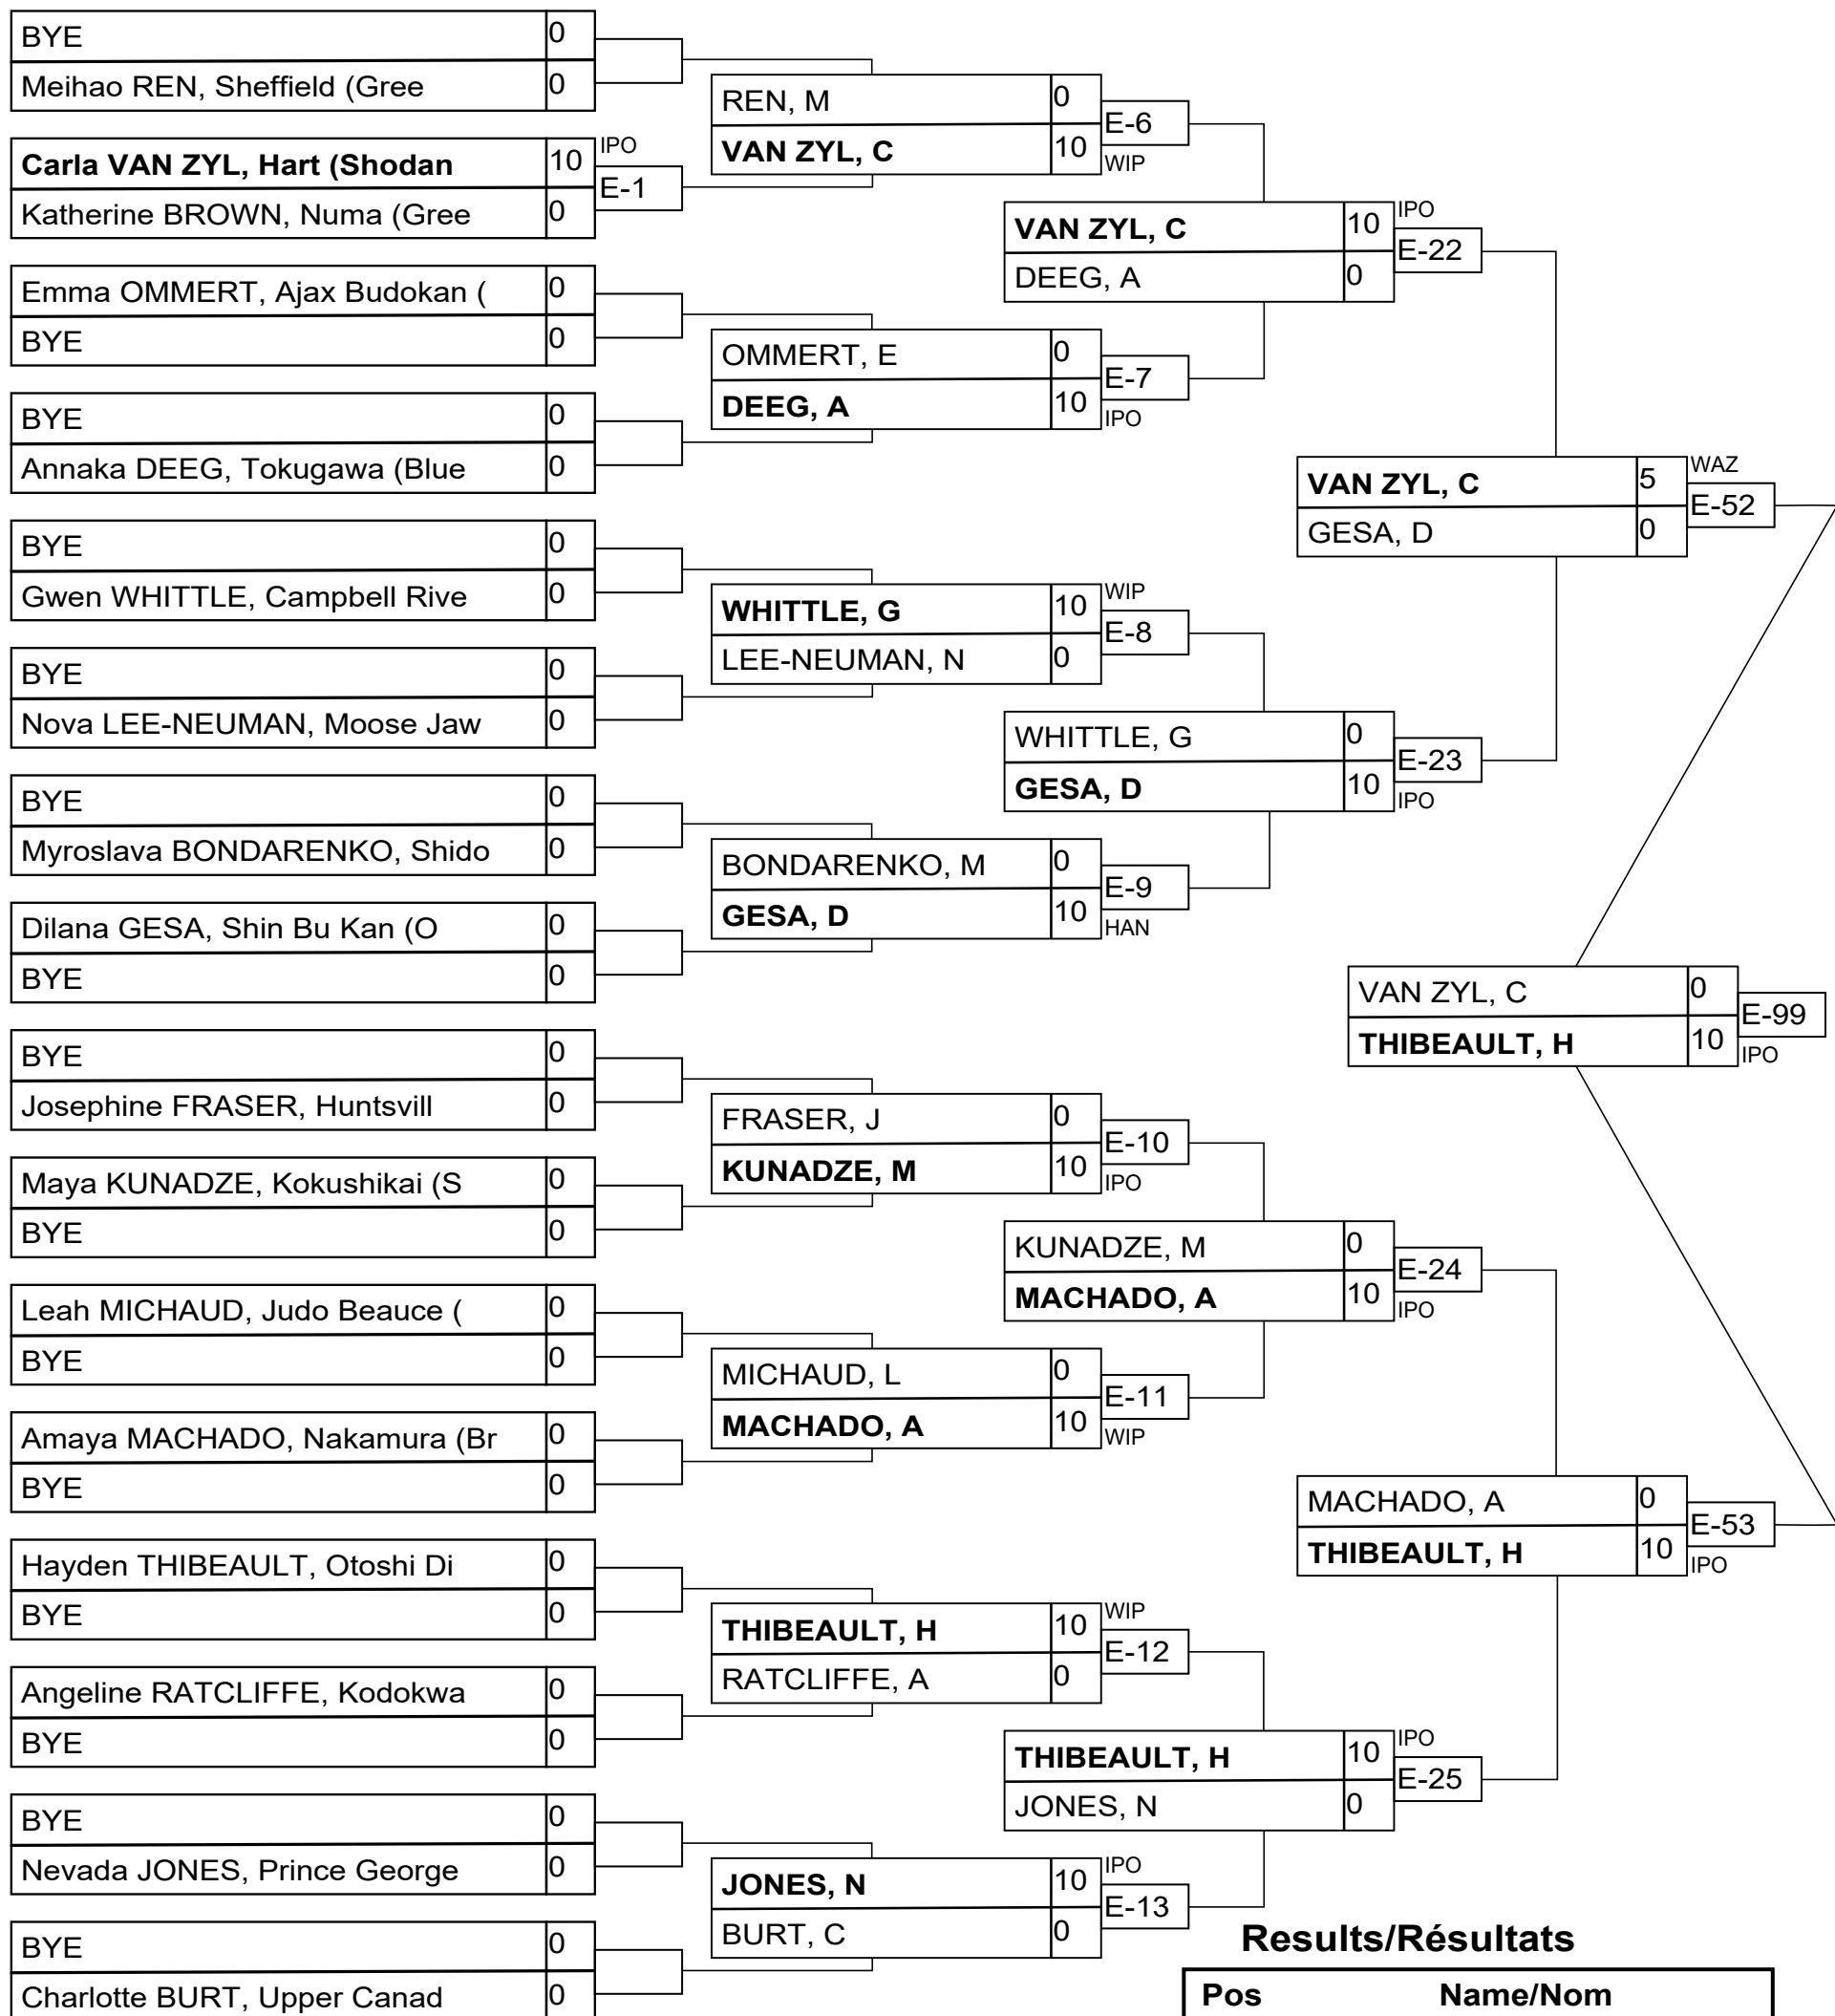 BYE 0
Meihao REN, Sheffield (Gree 0
Carla VAN ZYL, Hart (Shodan 10 IPO
E-1
Katherine BROWN, Numa (Gree 0
Emma OMMERT, Ajax Budokan ( 0
BYE 0
BYE 0
Annaka DEEG, Tokugawa (Blue 0
BYE 0
Gwen WHITTLE, Campbell Rive 0
BYE 0
Nova LEE-NEUMAN, Moose Jaw 0
BYE 0
Myroslava BONDARENKO, Shido 0
Dilana GESA, Shin Bu Kan (O 0
BYE 0
BYE 0
Josephine FRASER, Huntsvill 0
Maya KUNADZE, Kokushikai (S 0
BYE 0
Leah MICHAUD, Judo Beauce ( 0
BYE 0
Amaya MACHADO, Nakamura (Br 0
BYE 0
Hayden THIBEAULT, Otoshi Di 0
BYE 0
Angeline RATCLIFFE, Kodokwa 0
BYE 0
BYE 0
Nevada JONES, Prince George 0
BYE 0
Charlotte BURT, Upper Canad 0
REN, M 0
E-6
VAN ZYL, C 10 WIP
OMMERT, E 0
E-7
DEEG, A 10 IPO
WHITTLE, G 10 WIP
E-8
LEE-NEUMAN, N 0
BONDARENKO, M 0
E-9
GESA, D 10 HAN
FRASER, J 0
E-10
KUNADZE, M 10 IPO
MICHAUD, L 0
E-11
MACHADO, A 10 WIP
THIBEAULT, H 10 WIP
E-12
RATCLIFFE, A 0
JONES, N 10 IPO
E-13
BURT, C 0
VAN ZYL, C 10 IPO
E-22
DEEG, A 0
WHITTLE, G 0
E-23
GESA, D 10 IPO
KUNADZE, M 0
E-24
MACHADO, A 10 IPO
THIBEAULT, H 10 IPO
E-25
JONES, N 0
VAN ZYL, C 5 WAZ
E-52
GESA, D 0
MACHADO, A 0
E-53
THIBEAULT, H 10 IPO
VAN ZYL, C 0
E-99
THIBEAULT, H 10 IPO
Results/Résultats
Pos Name/Nom